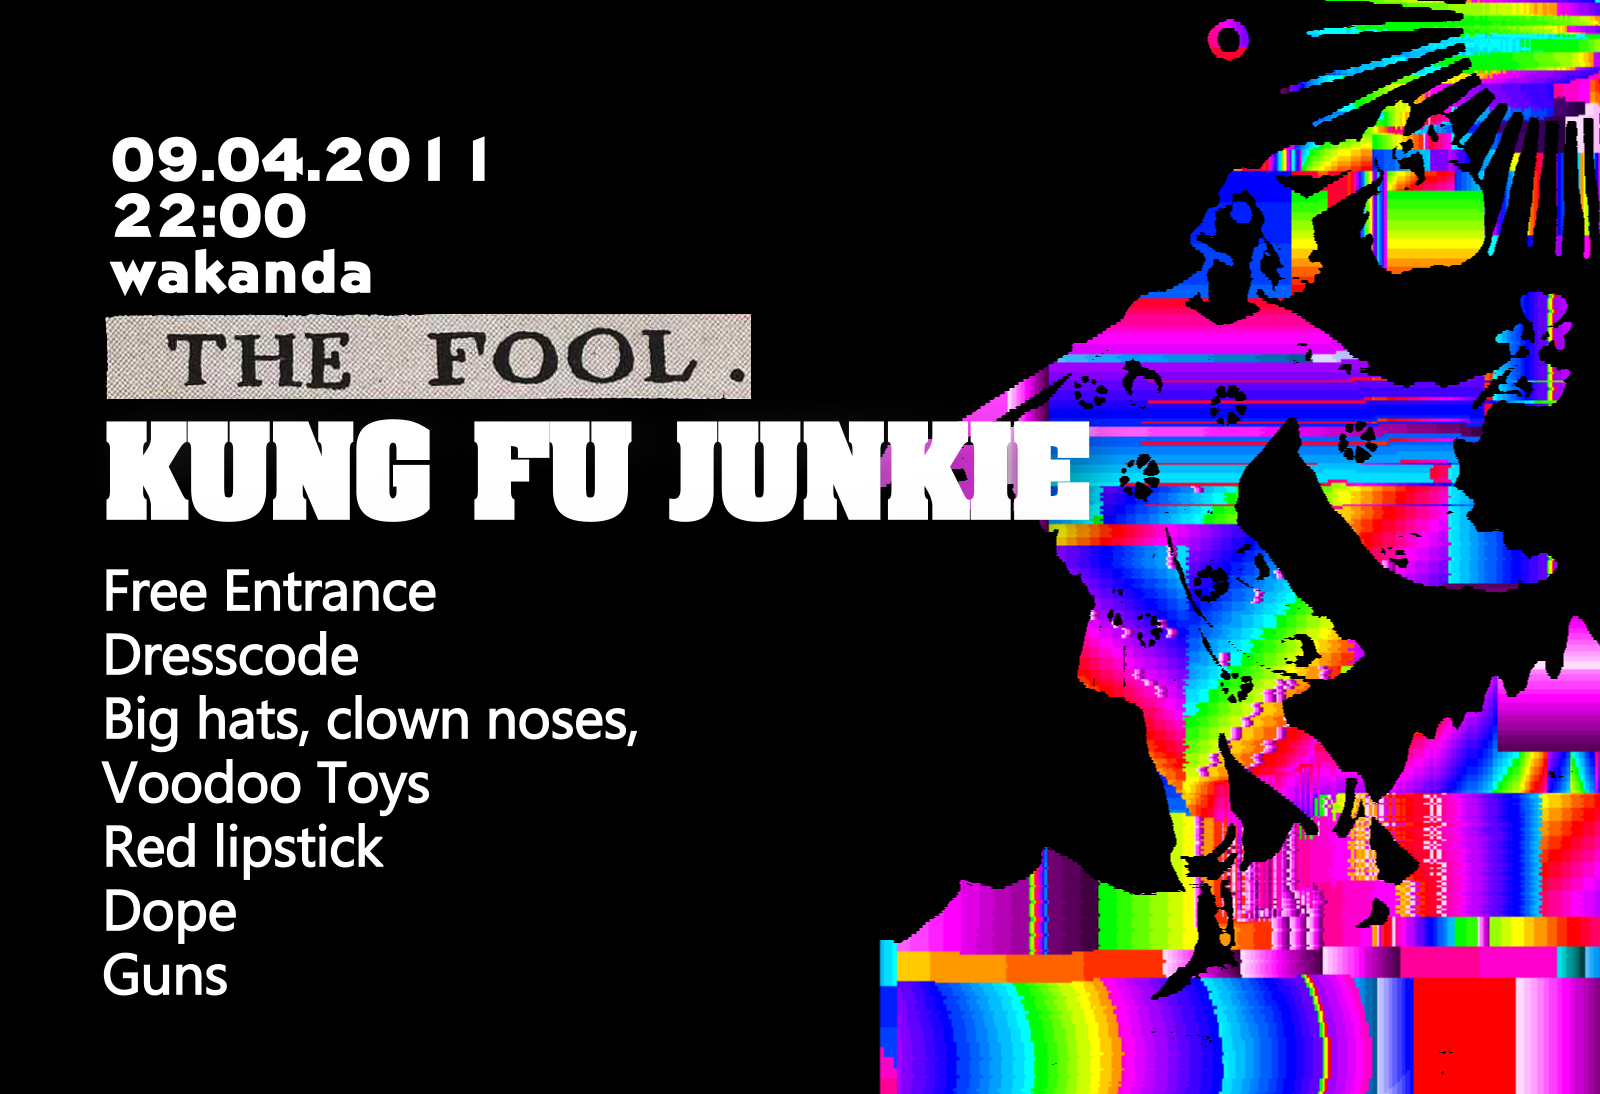 09.04.2011
22:00
wakanda
THE FOOL.
KUNG FU JUNKIE
Free Entrance
Dresscode
Big hats, clown noses,
Voodoo Toys
Red lipstick
Dope
Guns